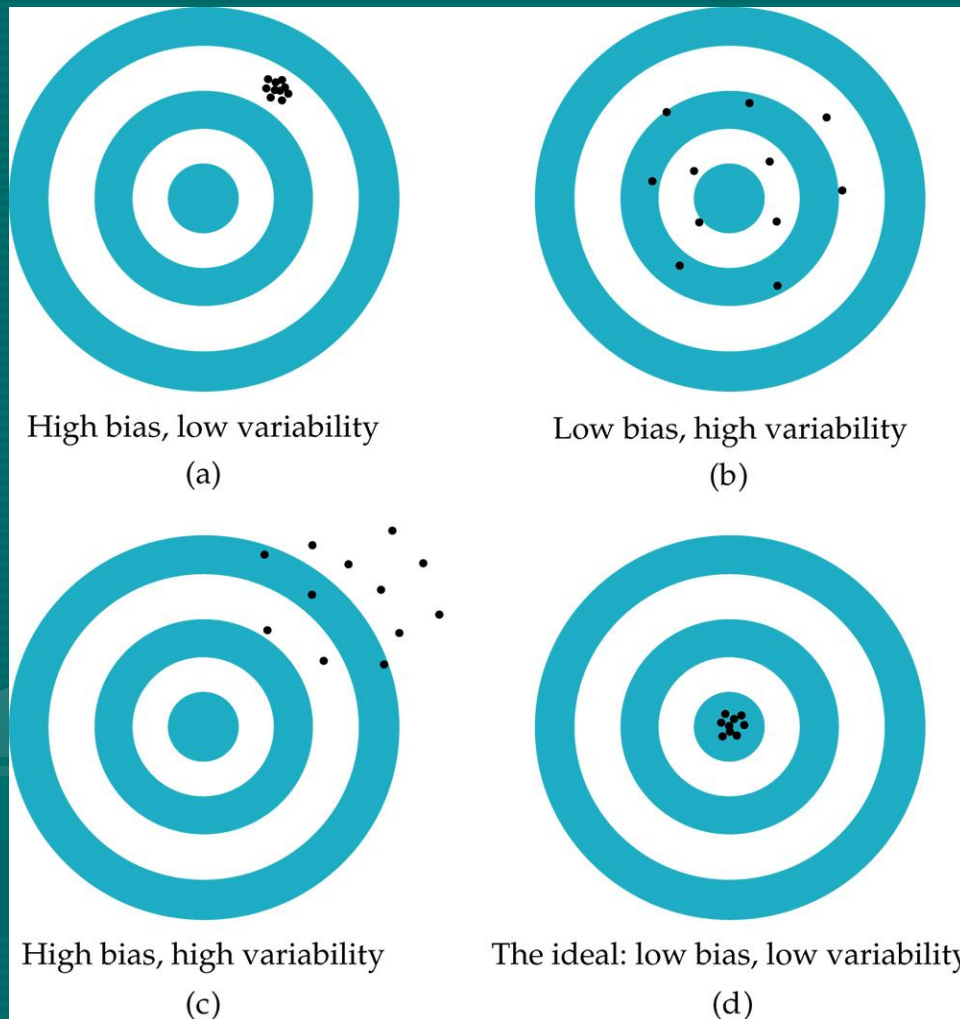 High bias, low variability
(a)
Low bias, high variability
(b)
High bias, high variability
(c)
The ideal: low bias, low variability
(d)